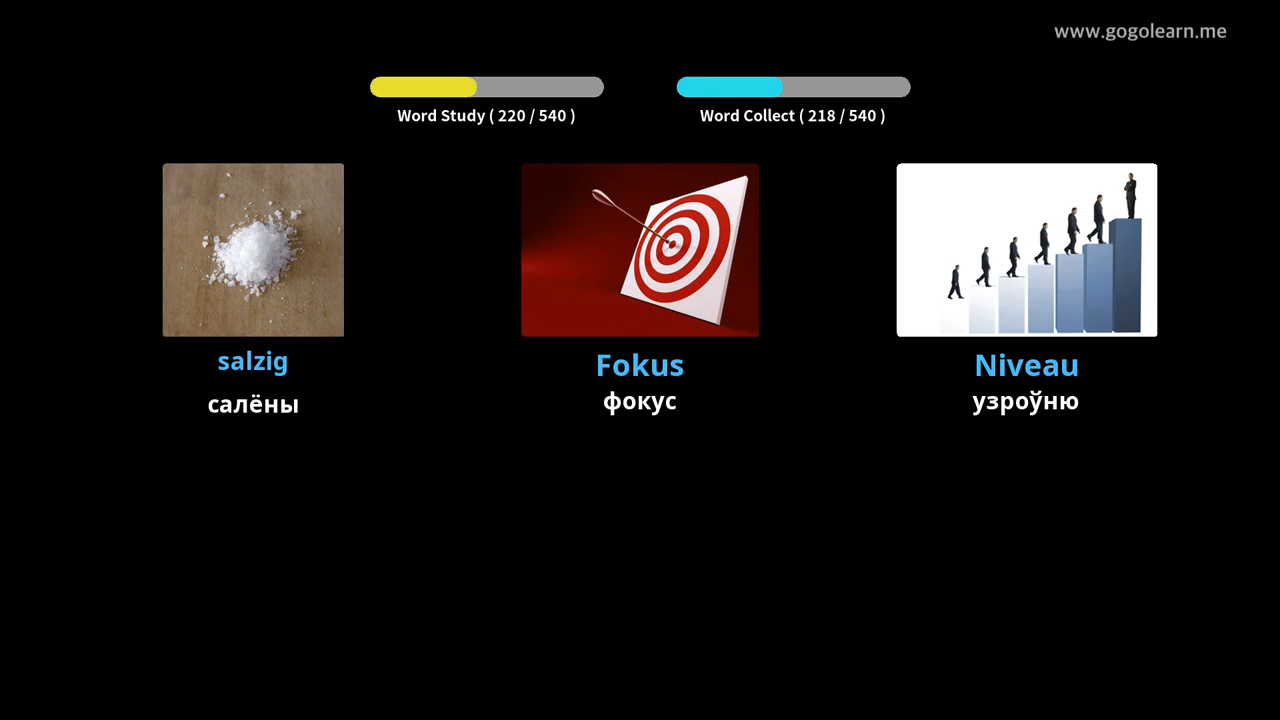 www.gogolearn.me
Word Study ( 220 / 540 )
Word Collect ( 218 / 540 )
salzig
Fokus
Niveau
салёны
фокус
узроўню